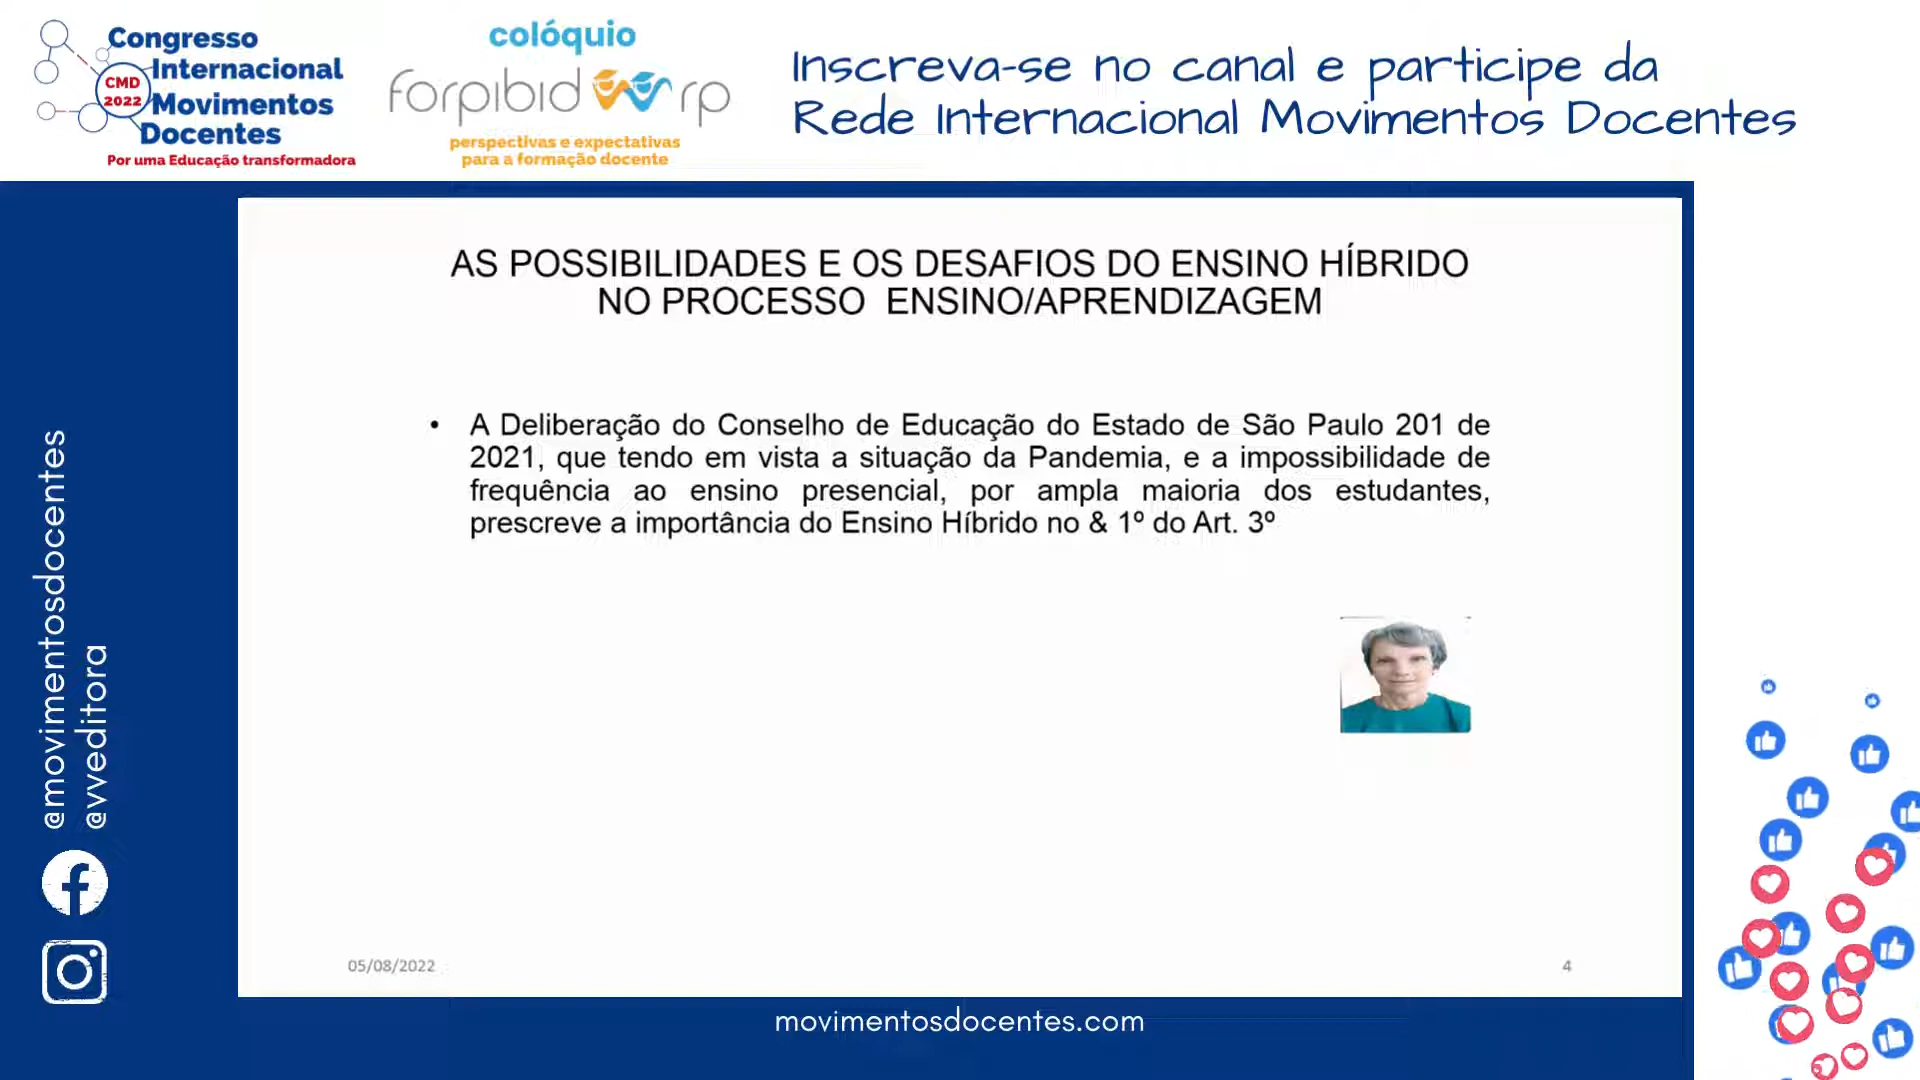 Congresso
Internacional
CMD
2022
Movimentos
Docentes
Por uma Educação transformadora
colóquio
forpibid rp
perspectivas e expectativas
para a formação docente
Inscreva-se no canal e participe da
Rede Internacional Movimentos Docentes
AS POSSIBILIDADES E OS DESAFIOS DO ENSINO HÍBRIDO
NO PROCESSO ENSINO/APRENDIZAGEM
• A Deliberação do Conselho de Educação do Estado de São Paulo 201 de
2021, que tendo em vista a situação da Pandemia, e a impossibilidade de
frequência ao ensino presencial, por ampla maioria dos estudantes,
prescreve a importância do Ensino Híbrido no & 1º do Art. 3º
@movimentosdocentes
@vveditora
05/08/2022
4
movimentosdocentes.com